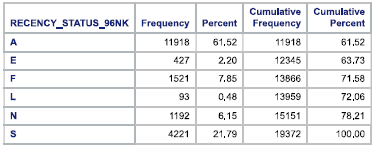 RECENCY_STATUS_96NK Frequency Percent Cumulative Frequency Cumulative Percent
A 11918 61.52 11918 61.52
E 427 2.20 12345 63.73
F 1521 7.85 13866 71.58
L 93 0,48 13959 72,06
N 1192 6,15 15151 78,21
S 4221 21,79 19372 100,00